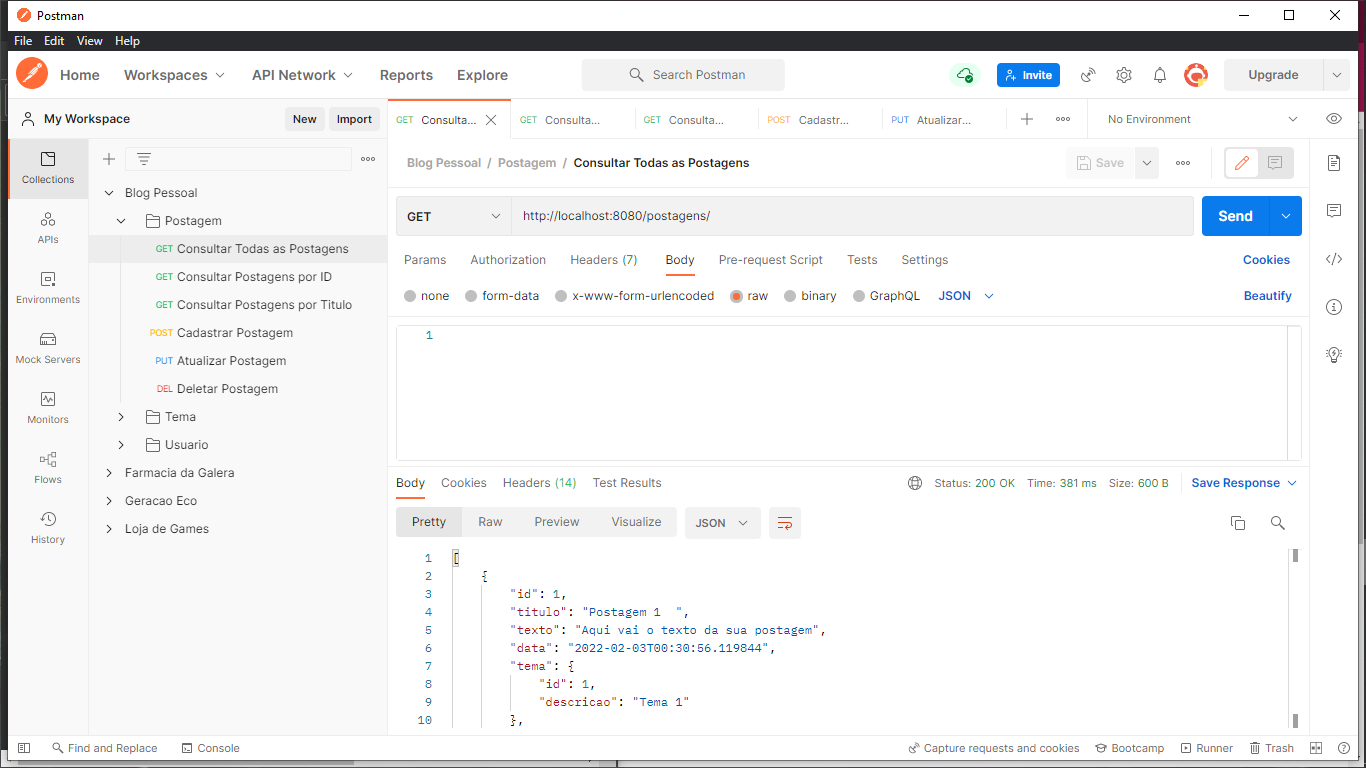 Postman
File Edit View Help
Home Workspaces API Network Reports Explore Search Postman Invite Upgrade
My Workspace New Import
GET Consulta... GET Consulta... GET Consulta... POST Cadastr... PUT Atualizar... No Environment
Collections
APIs
Environments
Mock Servers
Monitors
Flows
History
Blog Pessoal
Postagem
GET Consultar Todas as Postagens
GET Consultar Postagens por ID
GET Consultar Postagens por Titulo
POST Cadastrar Postagem
PUT Atualizar Postagem
DEL Deletar Postagem
Tema
Usuario
Farmacia da Galera
Geracao Eco
Loja de Games
Blog Pessoal / Postagem / Consultar Todas as Postagens Save
GET http://localhost:8080/postagens/ Send
Params Authorization Headers (7) Body Pre-request Script Tests Settings Cookies
none form-data x-www-form-urlencoded raw binary GraphQL JSON Beautify
1
Body Cookies Headers (14) Test Results Status: 200 OK Time: 381 ms Size: 600 B Save Response
Pretty Raw Preview Visualize JSON
1 [
2 {
3 "id": 1,
4 "titulo": "Postagem 1  ",
5 "texto": "Aqui vai o texto da sua postagem",
6 "data": "2022-02-03T00:30:56.119844",
7 "tema": {
8 "id": 1,
9 "descricao": "Tema 1"
10 },
Find and Replace Console Capture requests and cookies Bootcamp Runner Trash